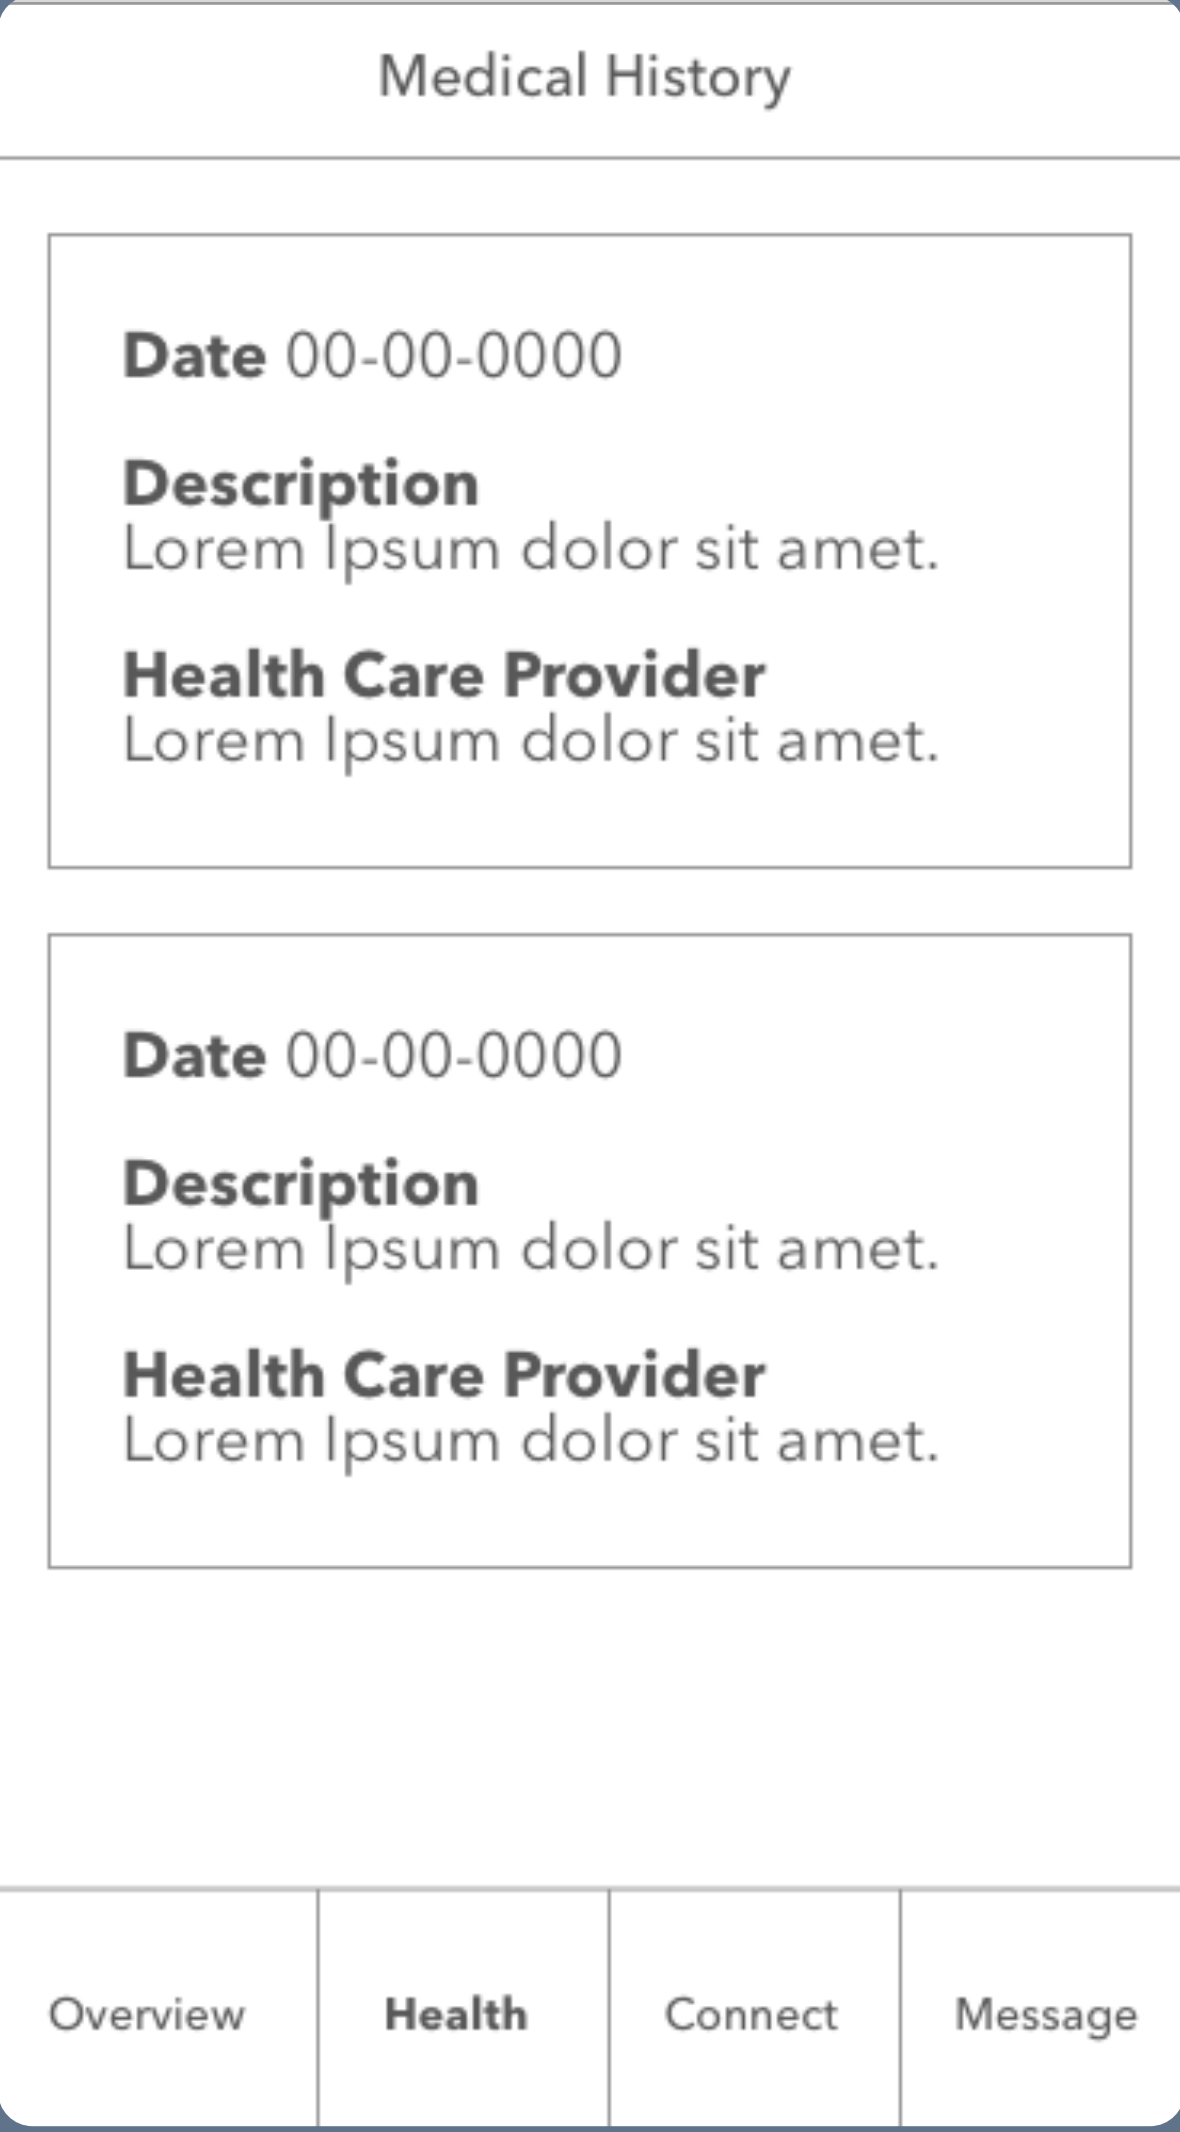 Medical History
Date 00-00-0000
Description
Lorem Ipsum dolor sit amet.
Health Care Provider
Lorem Ipsum dolor sit amet.
Date 00-00-0000
Description
Lorem Ipsum dolor sit amet.
Health Care Provider
Lorem Ipsum dolor sit amet.
Overview Health Connect Message